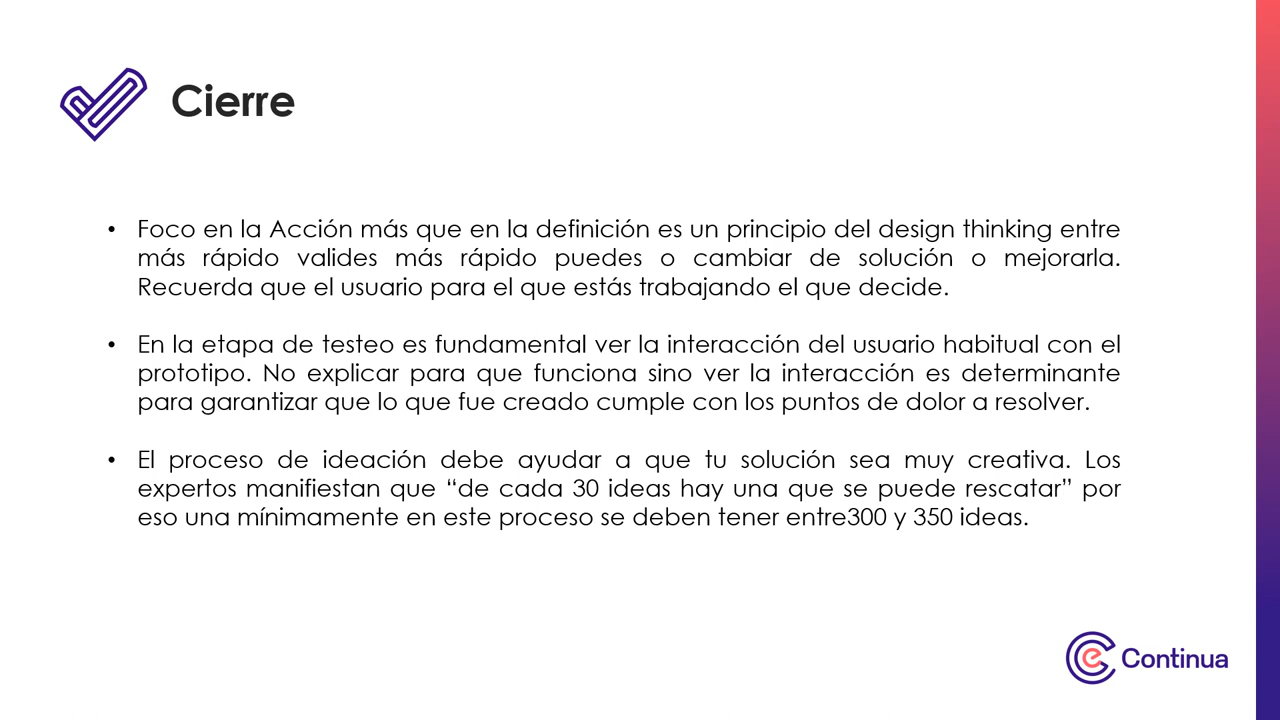 Cierre
• Foco en la Acción más que en la definición es un principio del design thinking entre
más rápido valides más rápido puedes o cambiar de solución o mejorarla.
Recuerda que el usuario para el que estás trabajando el que decide.
• En la etapa de testeo es fundamental ver la interacción del usuario habitual con el
prototipo. No explicar para que funciona sino ver la interacción es determinante
para garantizar que lo que fue creado cumple con los puntos de dolor a resolver.
• El proceso de ideación debe ayudar a que tu solución sea muy creativa. Los
expertos manifiestan que “de cada 30 ideas hay una que se puede rescatar” por
eso una mínimamente en este proceso se deben tener entre300 y 350 ideas.
e Continua